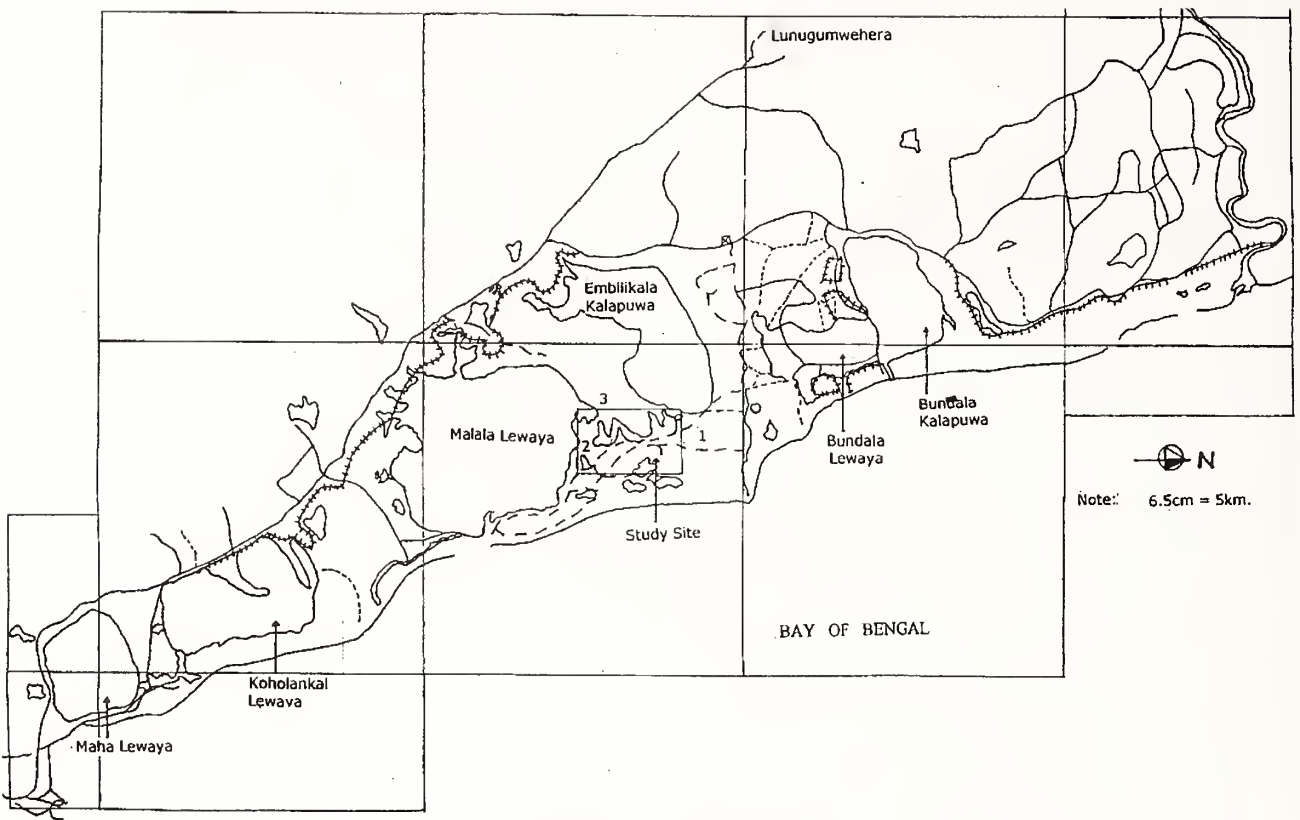 Lunugumwehera
Embilikala
Kalapuwa
3
Malala Lewaya
2
1
Study Site
Bundala
Kalapuwa
Bundala
Lewaya
N
Note: 6.5cm = 5km.
BAY OF BENGAL
Koholankal
Lewava
Maha Lewaya